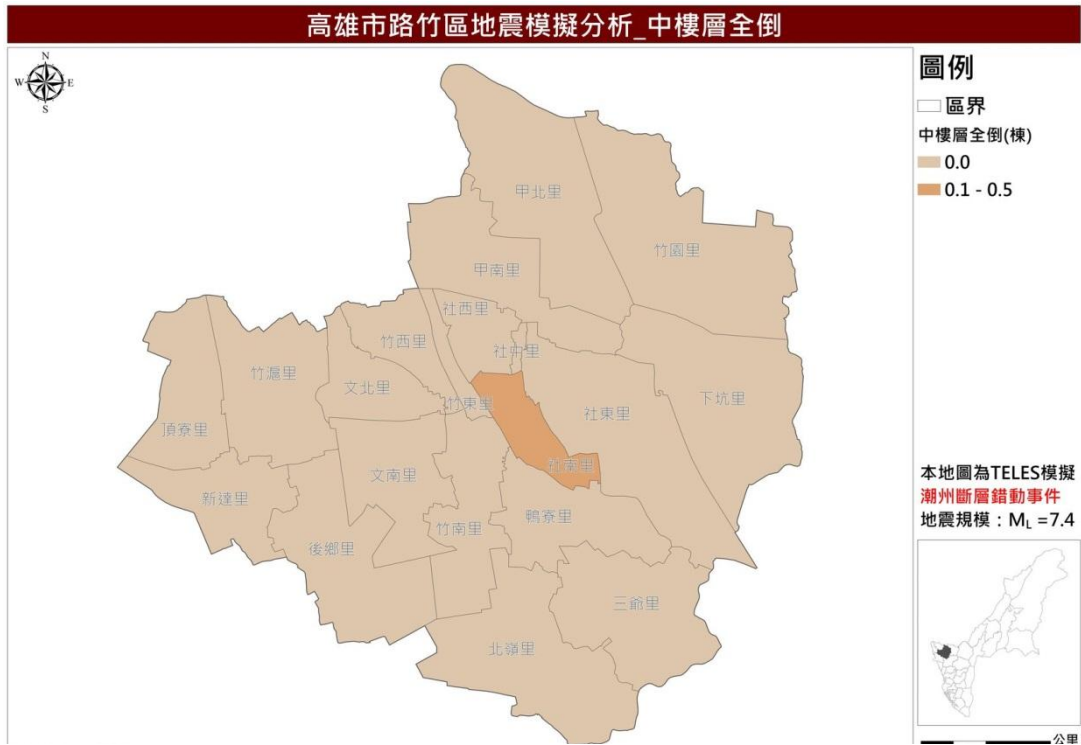 高雄市路竹區地震模擬分析_中樓層全倒
N
W E
S
圖例
區界
中樓層全倒(棟)
0.0
0.1 - 0.5
甲北里
竹園里
甲南里
社西里
竹西里
社中里
竹滬里
文北里
竹東里
社東里
下坑里
頂寮里
社南里
文南里
新達里
鴨寮里
竹南里
後鄉里
三爺里
北嶺里
本地圖為TELES模擬
潮州斷層錯動事件
地震規模：ML =7.4
公里